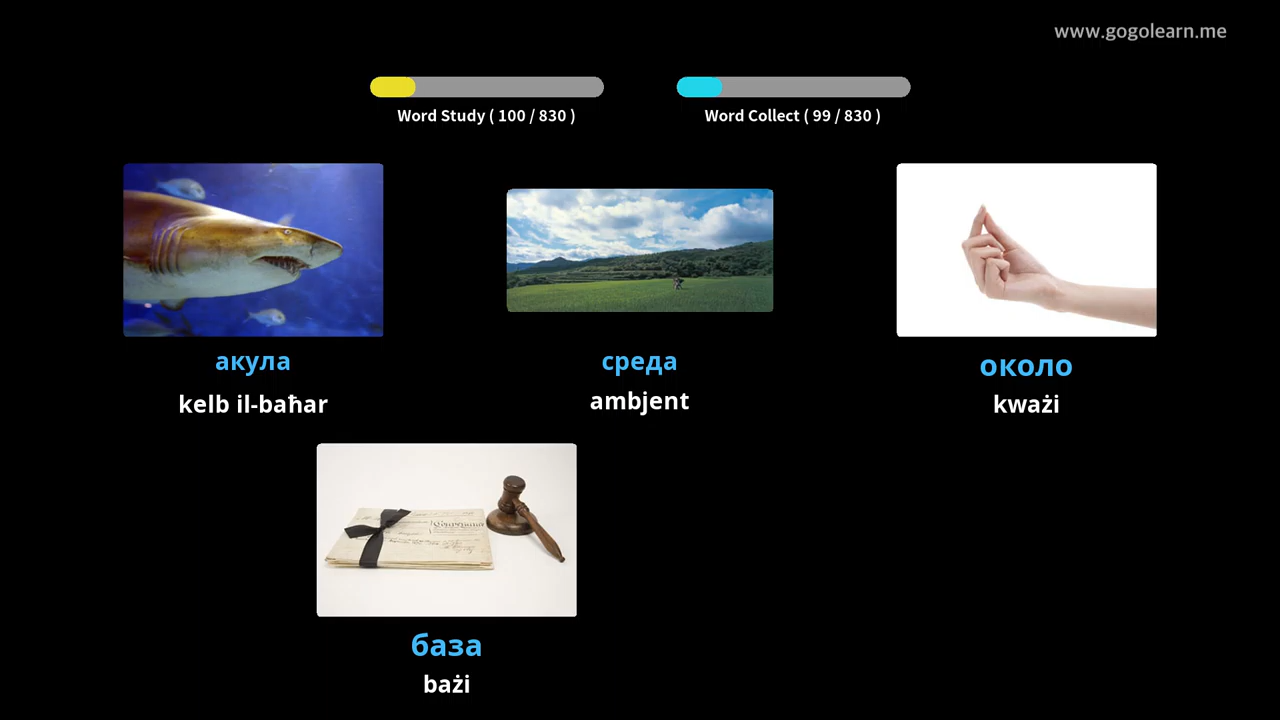 www.gogolearn.me
Word Study ( 100 / 830 )
Word Collect ( 99 / 830 )
акула
среда
около
kelb il-baħar
ambjent
kważi
база
bażi